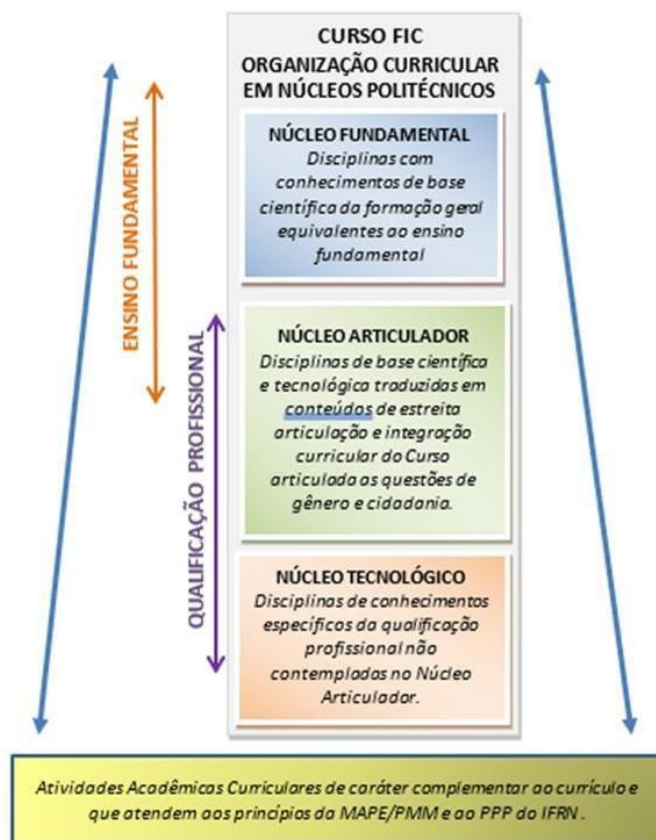 CURSO FIC
ORGANIZAÇÃO CURRICULAR
EM NÚCLEOS POLITÉCNICOS
ENSINO FUNDAMENTAL
NÚCLEO FUNDAMENTAL
Disciplinas com
conhecimentos de base
científica da formação geral
equivalentes ao ensino
fundamental
QUALIFICAÇÃO PROFISSIONAL
NÚCLEO ARTICULADOR
Disciplinas de base científica
e tecnológica traduzidas em
conteúdos de estreita
articulação e integração
curricular do Curso
articulada as questões de
gênero e cidadania.
NÚCLEO TECNOLÓGICO
Disciplinas de conhecimentos
específicos da qualificação
profissional não
contempladas no Núcleo
Articulador.
Atividades Acadêmicas Curriculares de caráter complementar ao currículo e
que atendem aos princípios da MAPE/PMM e ao PPP do IFRN .